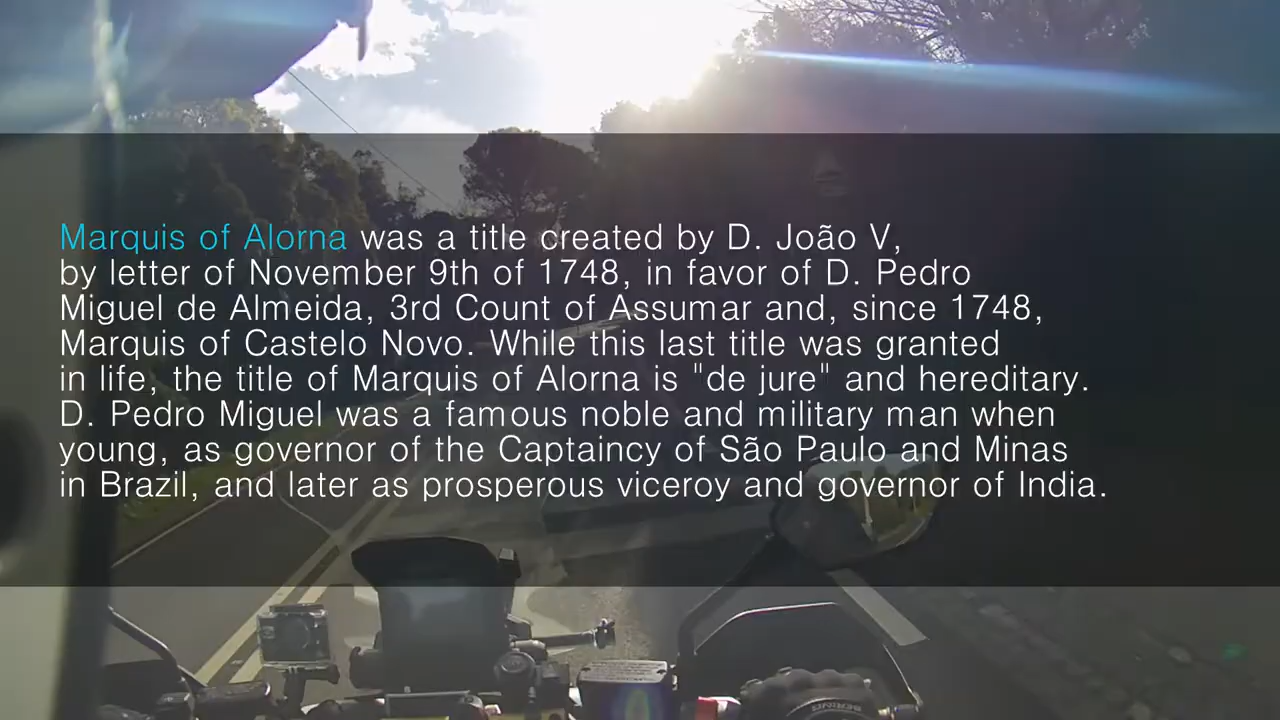 Marquis of Alorna was a title created by D. João V,
by letter of November 9th of 1748, in favor of D. Pedro
Miguel de Almeida, 3rd Count of Assumar and, since 1748,
Marquis of Castelo Novo. While this last title was granted
in life, the title of Marquis of Alorna is "de jure" and hereditary.
D. Pedro Miguel was a famous noble and military man when
young, as governor of the Captaincy of São Paulo and Minas
in Brazil, and later as prosperous viceroy and governor of India.